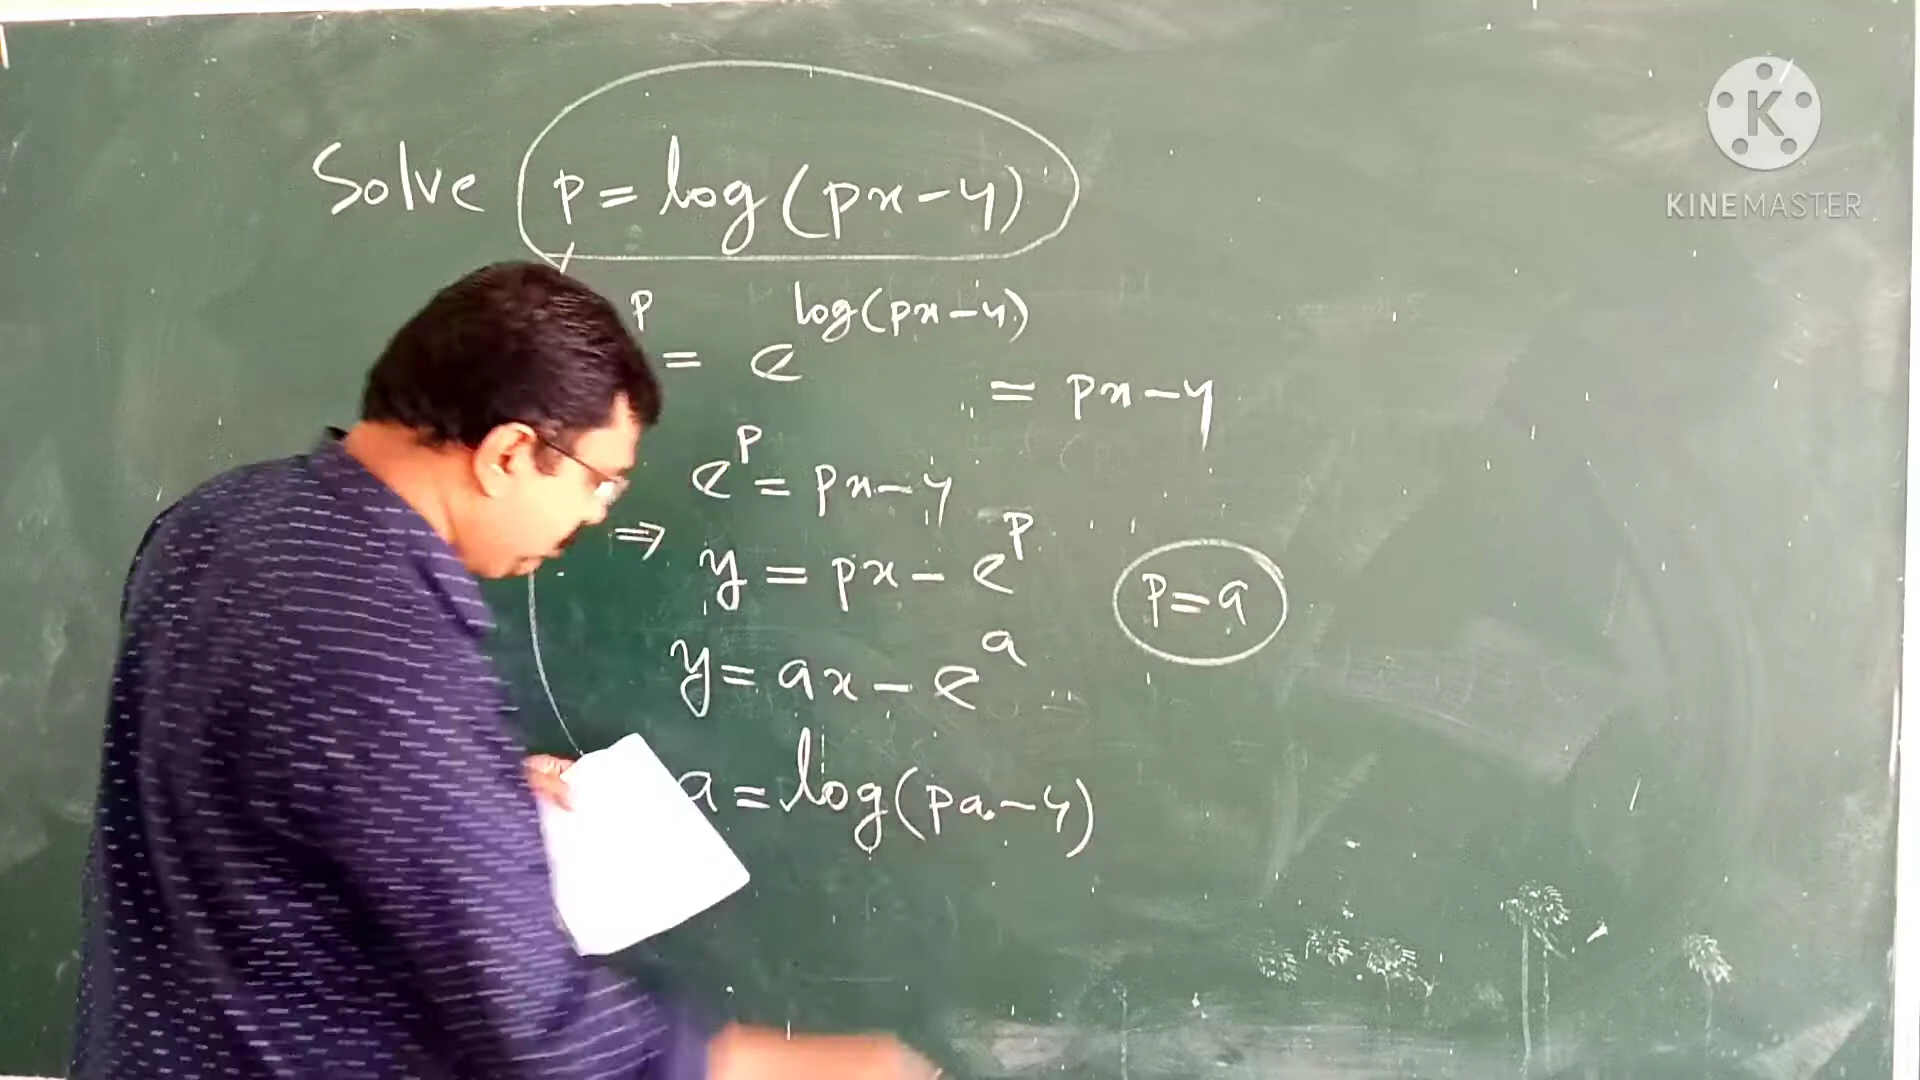 Solve p = log(px-y)
p = e^log(px-y) = px-y
e^p = px-y
⇒ y = px - e^p
p=a
y = ax - e^a
a = log(pa-y)
K
KINEMASTER